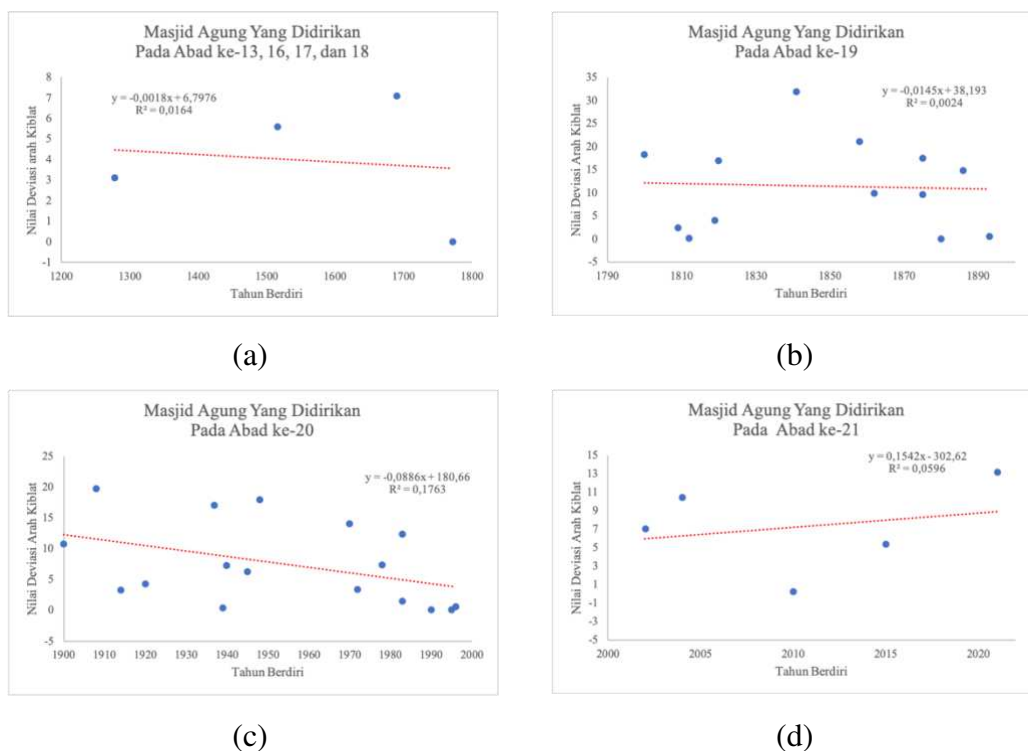 Masjid Agung Yang Didirikan
Pada Abad ke-13, 16, 17, dan 18
y = -0,0018x + 6,7976
R² = 0,0164
Nilai Deviasi arah Kiblat
8
7
6
5
4
3
2
1
0
-1
1200 1300 1400 1500 1600 1700 1800
Tahun Berdiri
(a)
Masjid Agung Yang Didirikan
Pada Abad ke-19
y = -0,0145x + 38,193
R² = 0,0024
Nilai Deviasi Arah Kiblat
35
30
25
20
15
10
5
0
-5
1790 1810 1830 1850 1870 1890
Tahun Berdiri
(b)
Masjid Agung Yang Didirikan
Pada Abad ke-20
y = -0,0886x + 180,66
R² = 0,1763
Nilai Deviasi Arah Kiblat
25
20
15
10
5
0
-5
1900 1910 1920 1930 1940 1950 1960 1970 1980 1990 2000
Tahun Berdiri
(c)
Masjid Agung Yang Didirikan
Pada Abad ke-21
y = 0,1542x - 302,62
R² = 0,0596
Nilai Deviasi Arah Kiblat
15
13
11
9
7
5
3
1
-1
-3
-5
2000 2005 2010 2015 2020
Tahun Berdiri
(d)